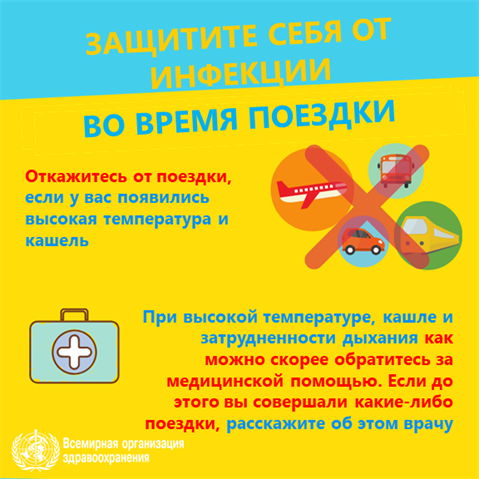 ЗАЩИТИТЕ СЕБЯ ОТ
ИНФЕКЦИИ
ВО ВРЕМЯ ПОЕЗДКИ
Откажитесь от поездки,
если у вас появились
высокая температура и
кашель
При высокой температуре, кашле и
затрудненности дыхания как
можно скорее обратитесь за
медицинской помощью. Если до
этого вы совершали какие-либо
поездки, расскажите об этом врачу
Всемирная организация
здравоохранения